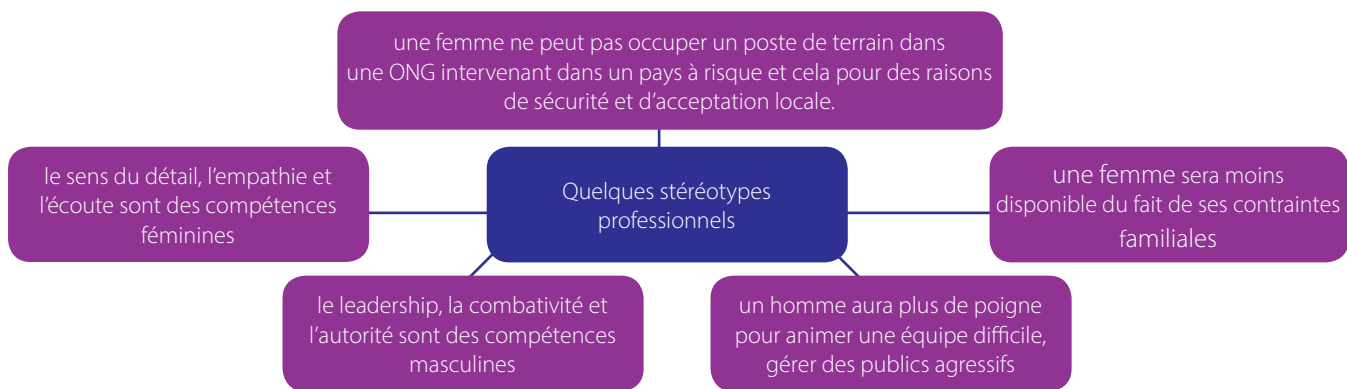 une femme ne peut pas occuper un poste de terrain dans
une ONG intervenant dans un pays à risque et cela pour des raisons
de sécurité et d’acceptation locale.
le sens du détail, l’empathie et
l’écoute sont des compétences
féminines
Quelques stéréotypes
professionnels
une femme sera moins
disponible du fait de ses contraintes
familiales
le leadership, la combativité et
l’autorité sont des compétences
masculines
un homme aura plus de poigne
pour animer une équipe difficile,
gérer des publics agressifs